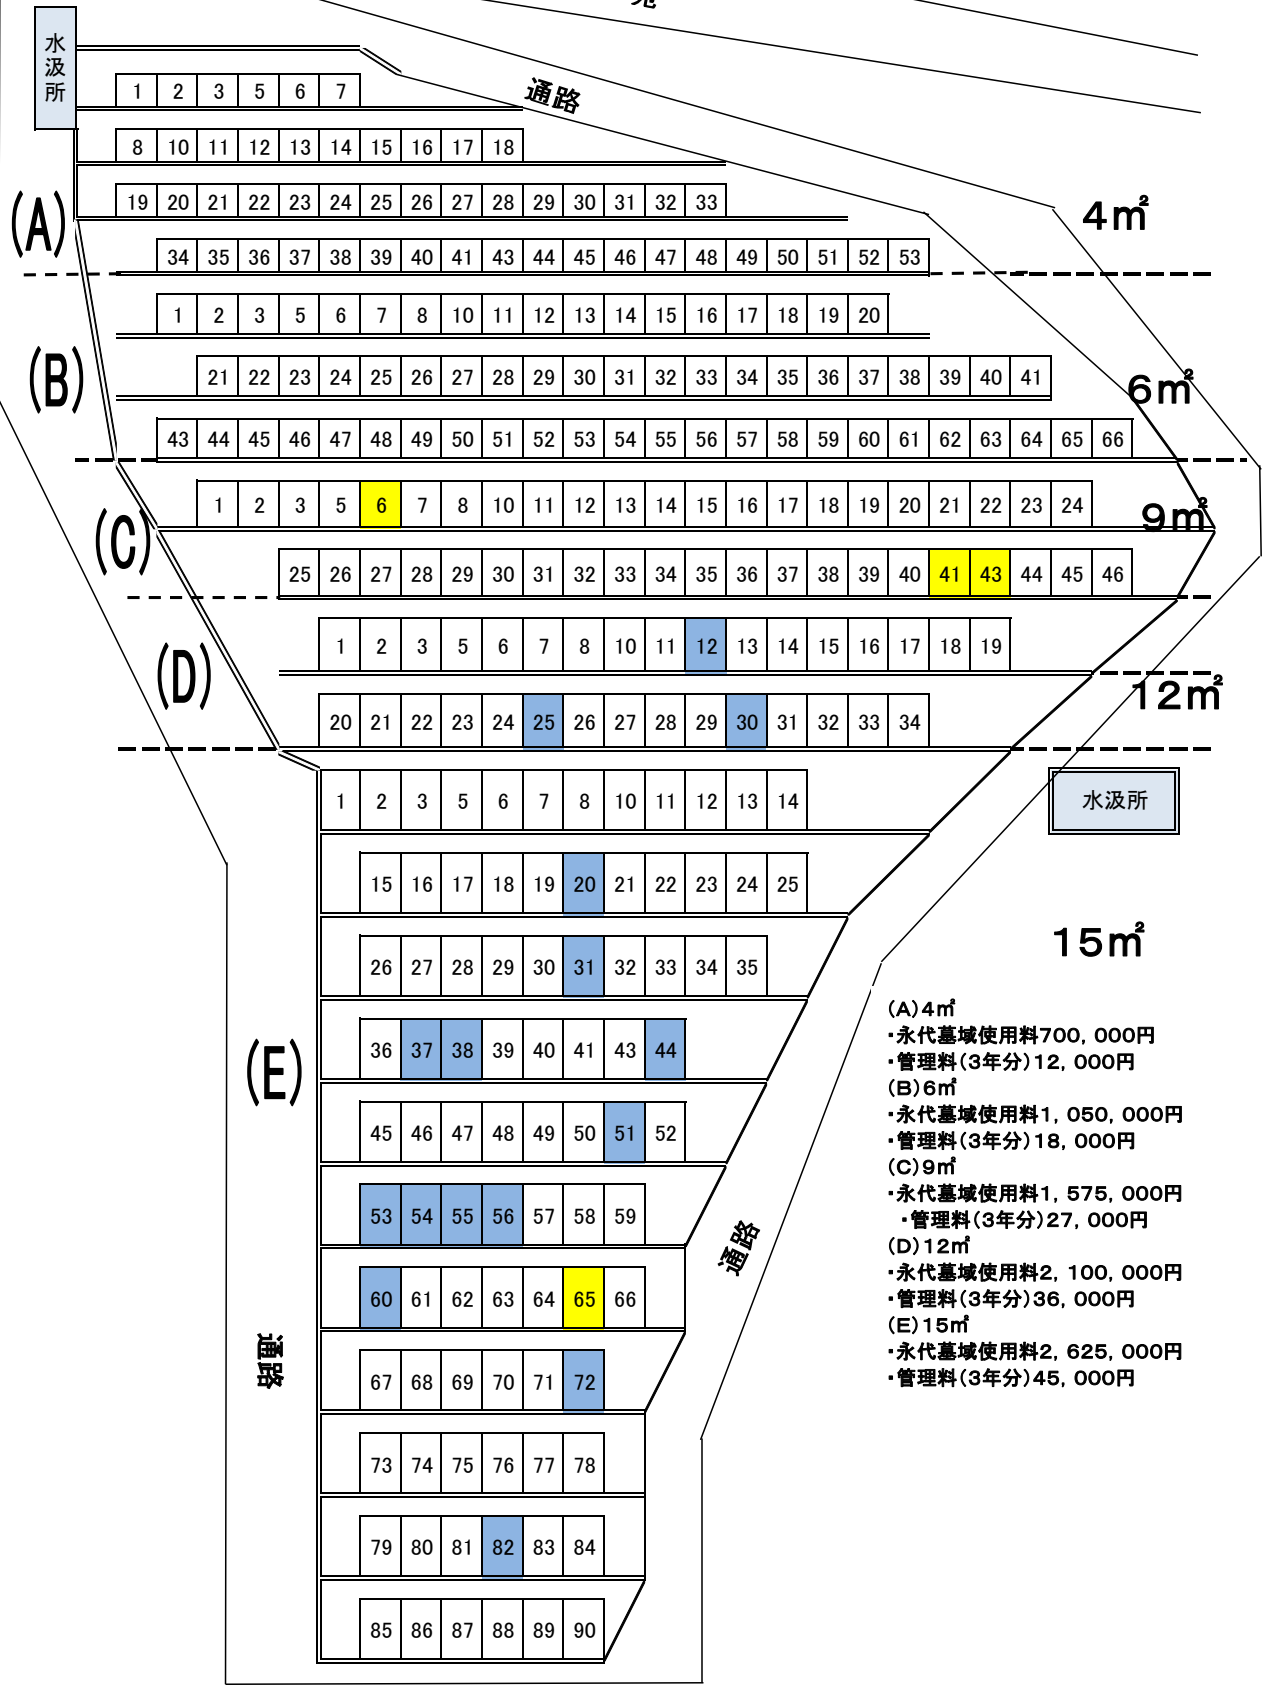 水汲所
通路
1 2 3 5 6 7
8 10 11 12 13 14 15 16 17 18
(A)
19 20 21 22 23 24 25 26 27 28 29 30 31 32 33
4㎡
34 35 36 37 38 39 40 41 43 44 45 46 47 48 49 50 51 52 53
1 2 3 5 6 7 8 10 11 12 13 14 15 16 17 18 19 20
(B)
21 22 23 24 25 26 27 28 29 30 31 32 33 34 35 36 37 38 39 40 41
6㎡
43 44 45 46 47 48 49 50 51 52 53 54 55 56 57 58 59 60 61 62 63 64 65 66
1 2 3 5 6 7 8 10 11 12 13 14 15 16 17 18 19 20 21 22 23 24
(C)
9㎡
25 26 27 28 29 30 31 32 33 34 35 36 37 38 39 40 41 43 44 45 46
1 2 3 5 6 7 8 10 11 12 13 14 15 16 17 18 19
(D)
12㎡
20 21 22 23 24 25 26 27 28 29 30 31 32 33 34
1 2 3 5 6 7 8 10 11 12 13 14
水汲所
15 16 17 18 19 20 21 22 23 24 25
15㎡
26 27 28 29 30 31 32 33 34 35
36 37 38 39 40 41 43 44
(E)
45 46 47 48 49 50 51 52
53 54 55 56 57 58 59
通路
60 61 62 63 64 65 66
通路
67 68 69 70 71 72
73 74 75 76 77 78
79 80 81 82 83 84
85 86 87 88 89 90
(A)4㎡
・永代墓域使用料700,000円
・管理料(3年分)12,000円
(B)6㎡
・永代墓域使用料1,050,000円
・管理料(3年分)18,000円
(C)9㎡
・永代墓域使用料1,575,000円
・管理料(3年分)27,000円
(D)12㎡
・永代墓域使用料2,100,000円
・管理料(3年分)36,000円
(E)15㎡
・永代墓域使用料2,625,000円
・管理料(3年分)45,000円